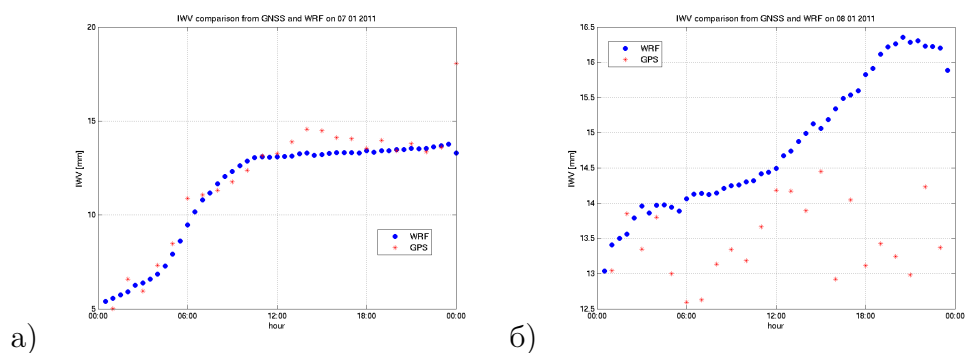 IWV comparison from GNSS and WRF on 07 01 2011
20
15
10
5
IWV [mm]
WRF
GPS
00:00 06:00 12:00 18:00 00:00
hour
а)
IWV comparison from GNSS and WRF on 08 01 2011
WRF
GPS
16.5
16
15.5
15
14.5
14
13.5
13
12.5
IWV [mm]
00:00 06:00 12:00 18:00 00:00
hour
б)